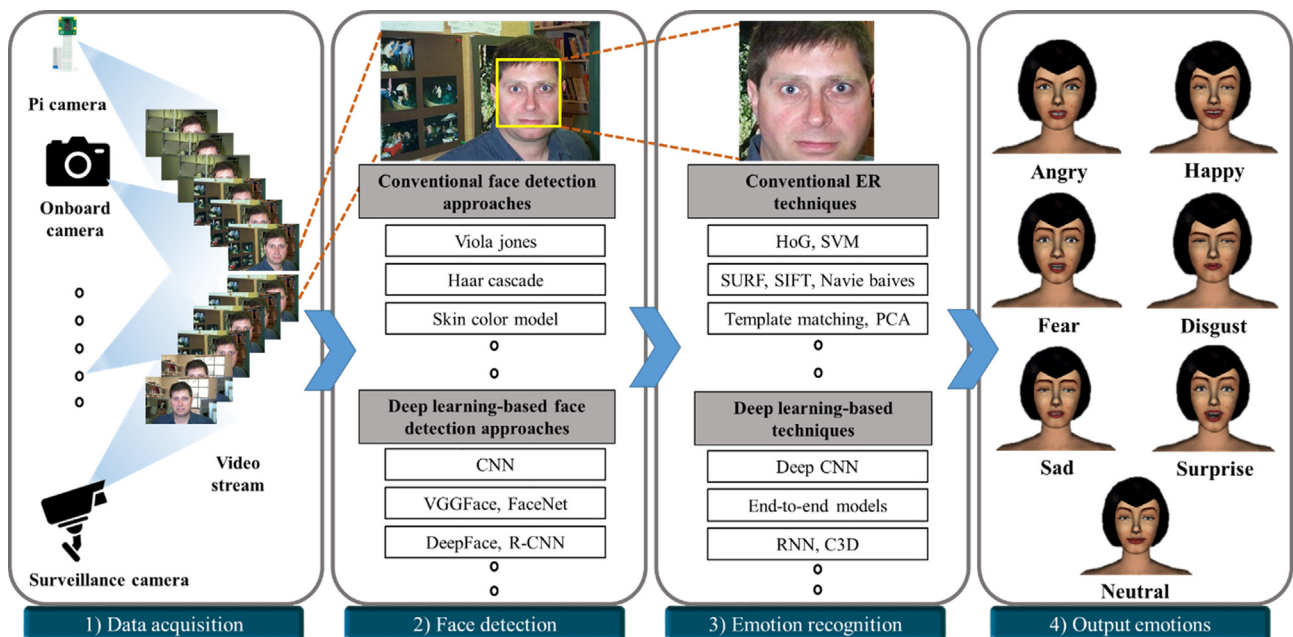 Pi camera
Onboard
camera
Video
stream
Surveillance camera
1) Data acquisition
Conventional face detection
approaches
Viola jones
Haar cascade
Skin color model
Deep learning-based face
detection approaches
CNN
VGGFace, FaceNet
DeepFace, R-CNN
2) Face detection
Conventional ER
techniques
HoG, SVM
SURF, SIFT, Navie baives
Template matching, PCA
Deep learning-based
techniques
Deep CNN
End-to-end models
RNN, C3D
3) Emotion recognition
Angry
Happy
Fear
Disgust
Sad
Surprise
Neutral
4) Output emotions